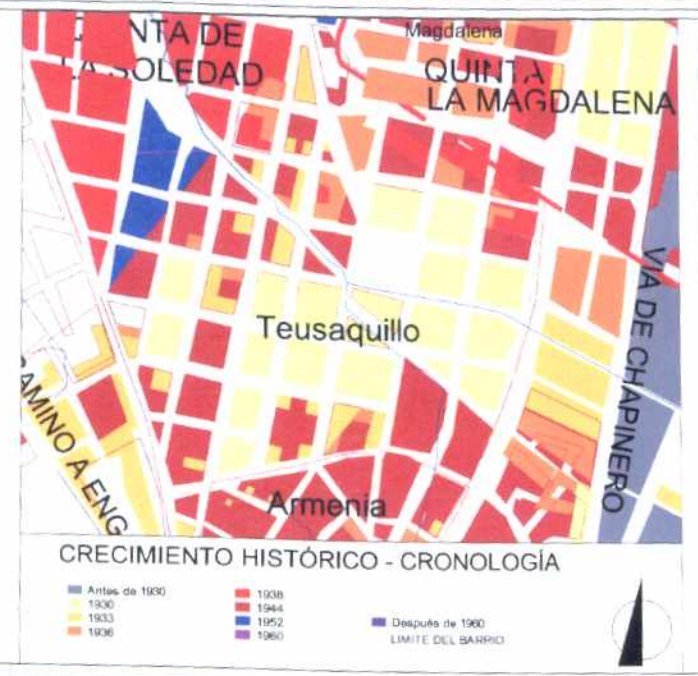 NTA DE
LA SOLEDAD
Magdalena
QUINTA
LA MAGDALENA
VIA DE CHAPINERO
Teusaquillo
CAMINO A ENG
Armenia
CRECIMIENTO HISTÓRICO - CRONOLOGÍA
Antes de 1930
1930
1933
1936
1938
1944
1952
1960
Después de 1960
LIMITE DEL BARRIO